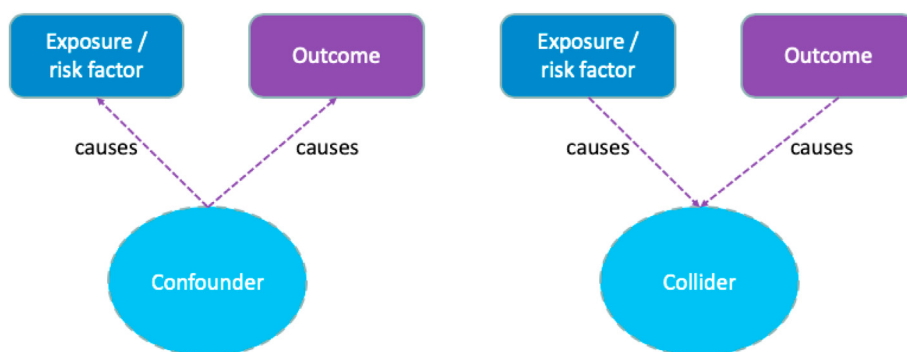 Exposure /
risk factor
Outcome
causes
causes
Confounder
Exposure /
risk factor
Outcome
causes
causes
Collider